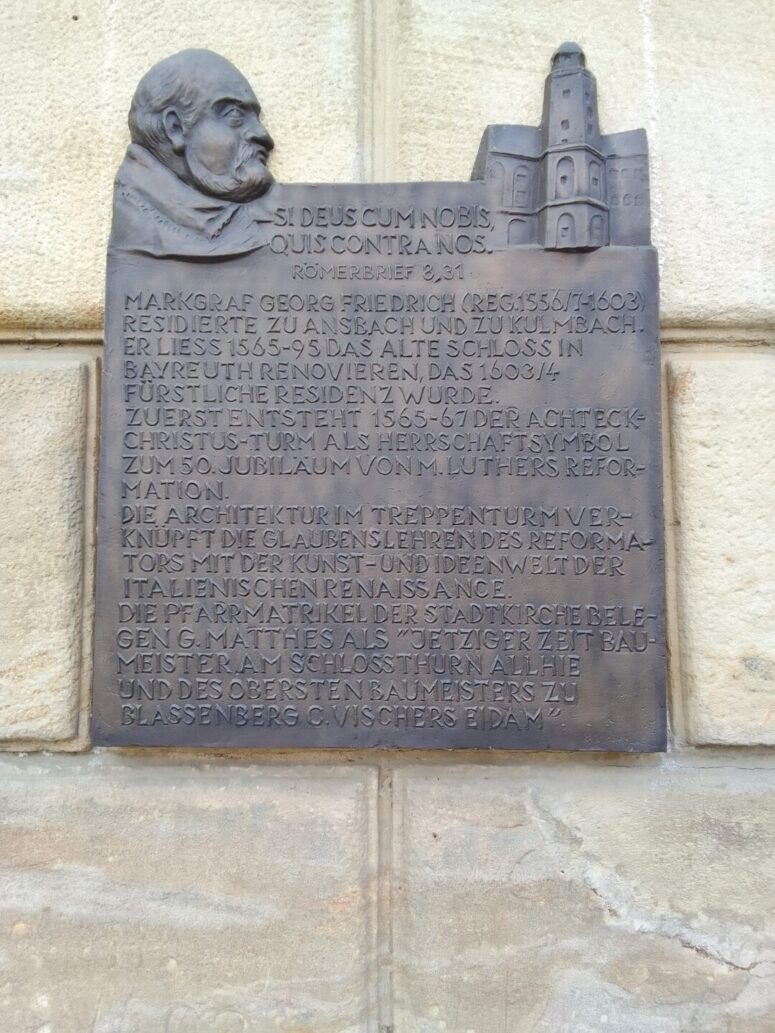 SI DEUS CUM NOBIS,
QUIS CONTRA NOS.
RÖMERBRIEF 8,31
MARKGRAF GEORG FRIEDRICH (REG.1556/7-1603)
RESIDIERTE ZU ANSBACH UND ZU KULMBACH.
ER LIESS 1565-95 DAS ALTE SCHLOSS IN
BAYREUTH RENOVIEREN, DAS 1603/4
FÜRSTLICHE RESIDENZ WURDE.
ZUERST ENTSTEHT 1565-67 DER ACHTECK-
CHRISTUS-TURM ALS HERRSCHAFTSYMBOL
ZUM 50. JUBILÄUM VON M. LUTHERS REFOR-
MATION.
DIE ARCHITEKTUR IM TREPPENTURM VER-
KNÜPFT DIE GLAUBENSLEHREN DES REFORMA-
TORS MIT DER KUNST- UND IDEENWELT DER
ITALIENISCHEN RENAISSANCE.
DIE PFARRMATRIKEL DER STADTKIRCHE BELE-
GEN G. MATTHES ALS "JETZIGER ZEIT BAU-
MEISTER AM SCHLOSSTHURN ALLHIE
UND DES OBERSTEN BAUMEISTERS ZU
BLASSENBERG C. VISCHERS EIDAM".